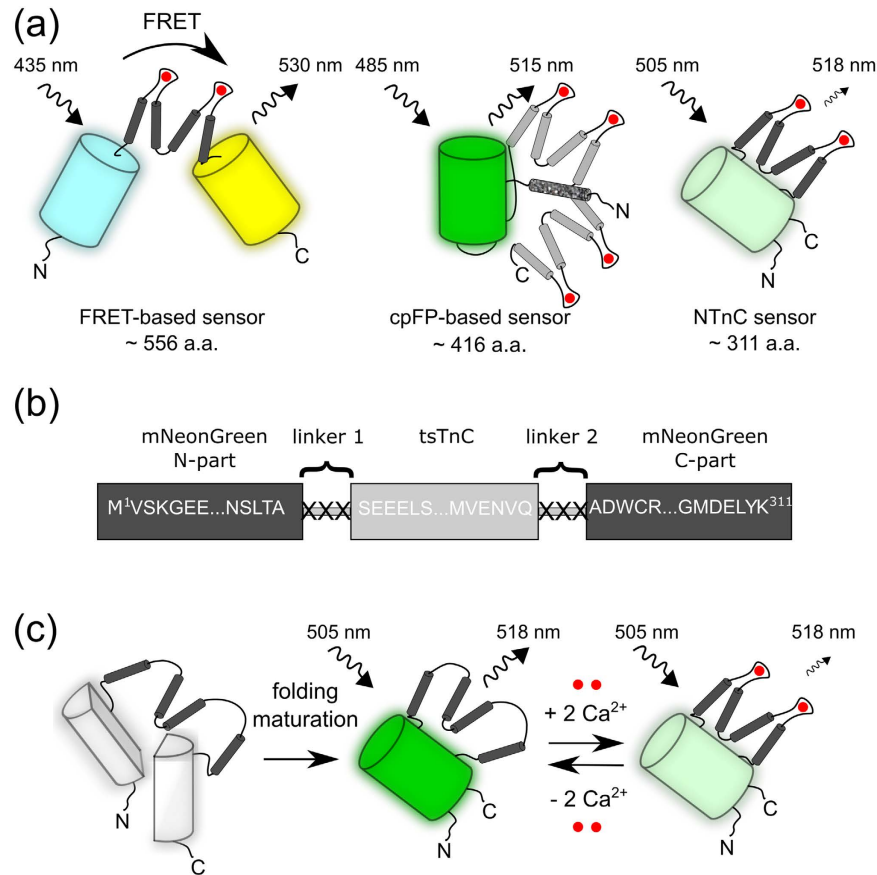 (a)
FRET
435 nm
530 nm
485 nm
515 nm
505 nm
518 nm
N
C
N
C
C
N
FRET-based sensor
~ 556 a.a.
cpFP-based sensor
~ 416 a.a.
NTnC sensor
~ 311 a.a.
(b)
mNeonGreen
N-part
linker 1
tsTnC
linker 2
mNeonGreen
C-part
M¹VSKGEE...NSLTA
XXX
SEEELS...MVENVQ
XXX
ADWCR...GMDELYK³¹¹
(c)
505 nm
518 nm
505 nm
518 nm
folding
maturation
+ 2 Ca²⁺
- 2 Ca²⁺
N
C
C
N
C
N